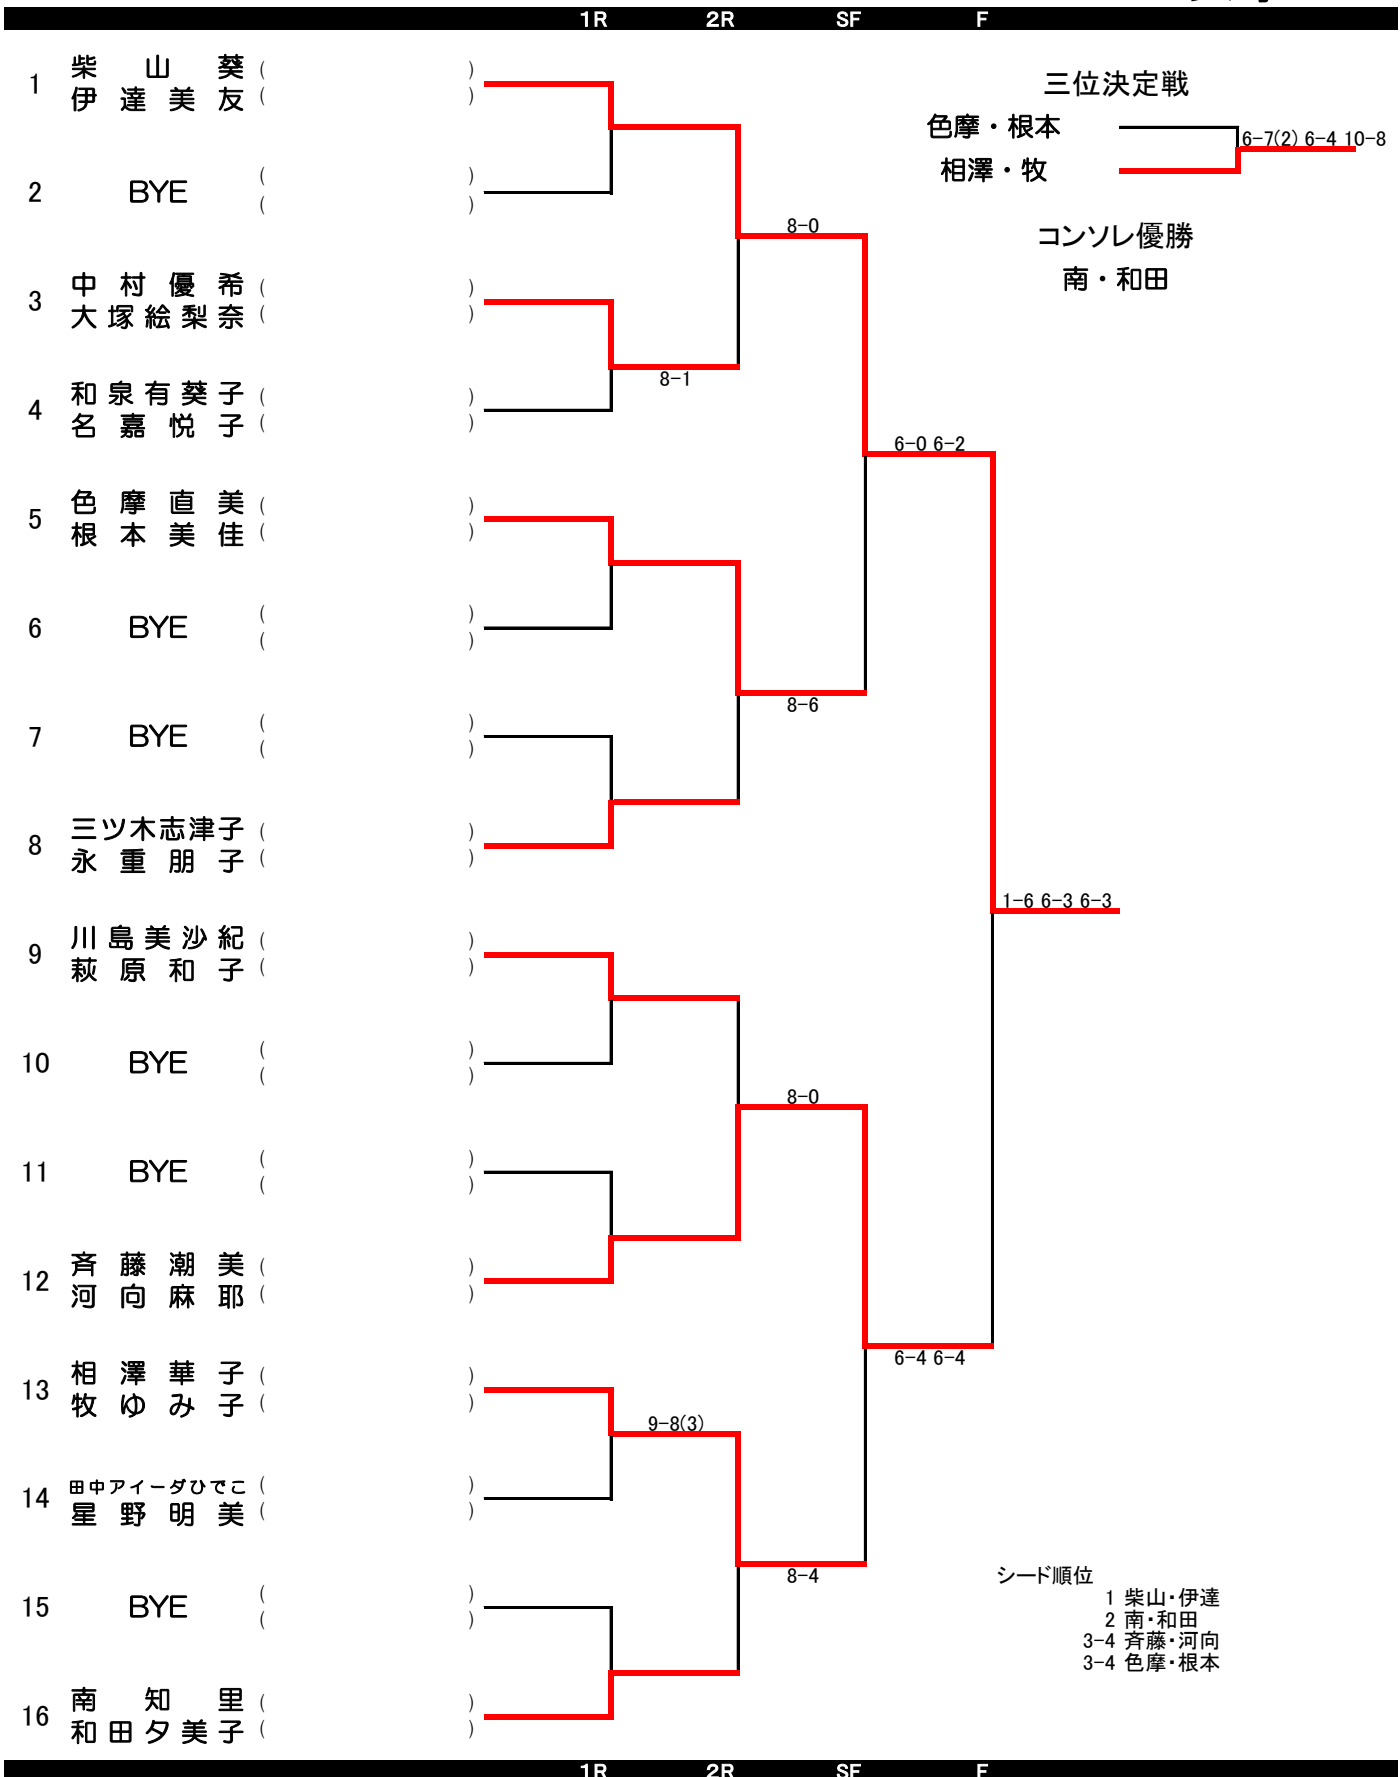 1R 2R SF F
1 柴山葵 ( )
伊達美友 ( )
2 BYE ( )
( )
3 中村優希 ( )
大塚絵梨奈 ( )
4 和泉有葵子 ( )
名嘉悦子 ( )
5 色摩直美 ( )
根本美佳 ( )
6 BYE ( )
( )
7 BYE ( )
( )
8 三ツ木志津子 ( )
永重朋子 ( )
9 川島美沙紀 ( )
萩原和子 ( )
10 BYE ( )
( )
11 BYE ( )
( )
12 斉藤潮美 ( )
河向麻耶 ( )
13 相澤華子 ( )
牧ゆみ子 ( )
14 田中アイーダひでこ ( )
星野明美 ( )
15 BYE ( )
( )
16 南知里 ( )
和田夕美子 ( )
8-1
9-8(3)
8-0
8-6
8-0
8-4
6-0 6-2
6-4 6-4
1-6 6-3 6-3
三位決定戦
色摩・根本
6-7(2) 6-4 10-8
相澤・牧
コンソレ優勝
南・和田
シード順位
1 柴山・伊達
2 南・和田
3-4 斉藤・河向
3-4 色摩・根本
1R 2R SF F